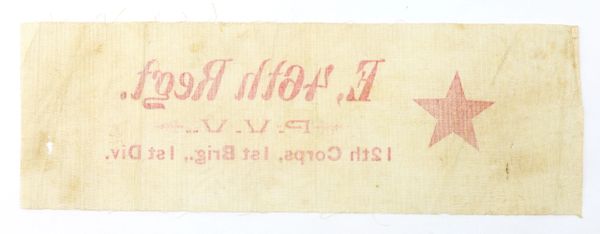 E, 46th Regt.
P. V. V.,
12th Corps, 1st Brig., 1st Div.